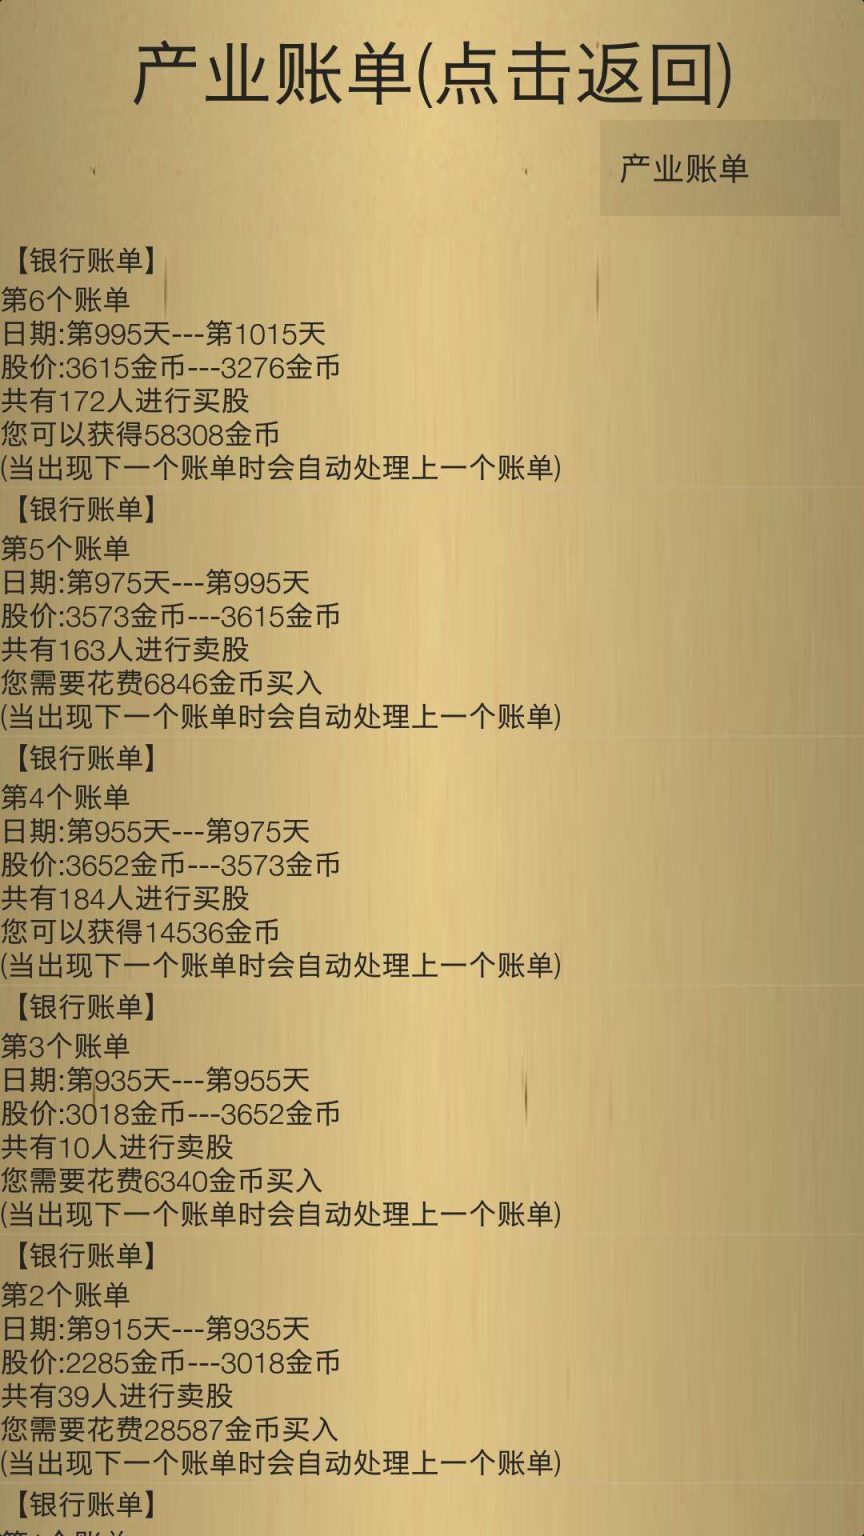 产业账单(点击返回)
产业账单
【银行账单】
第6个账单
日期:第995天---第1015天
股价:3615金币---3276金币
共有172人进行买股
您可以获得58308金币
(当出现下一个账单时会自动处理上一个账单)
【银行账单】
第5个账单
日期:第975天---第995天
股价:3573金币---3615金币
共有163人进行卖股
您需要花费6846金币买入
(当出现下一个账单时会自动处理上一个账单)
【银行账单】
第4个账单
日期:第955天---第975天
股价:3652金币---3573金币
共有184人进行买股
您可以获得14536金币
(当出现下一个账单时会自动处理上一个账单)
【银行账单】
第3个账单
日期:第935天---第955天
股价:3018金币---3652金币
共有10人进行卖股
您需要花费6340金币买入
(当出现下一个账单时会自动处理上一个账单)
【银行账单】
第2个账单
日期:第915天---第935天
股价:2285金币---3018金币
共有39人进行卖股
您需要花费28587金币买入
(当出现下一个账单时会自动处理上一个账单)
【银行账单】